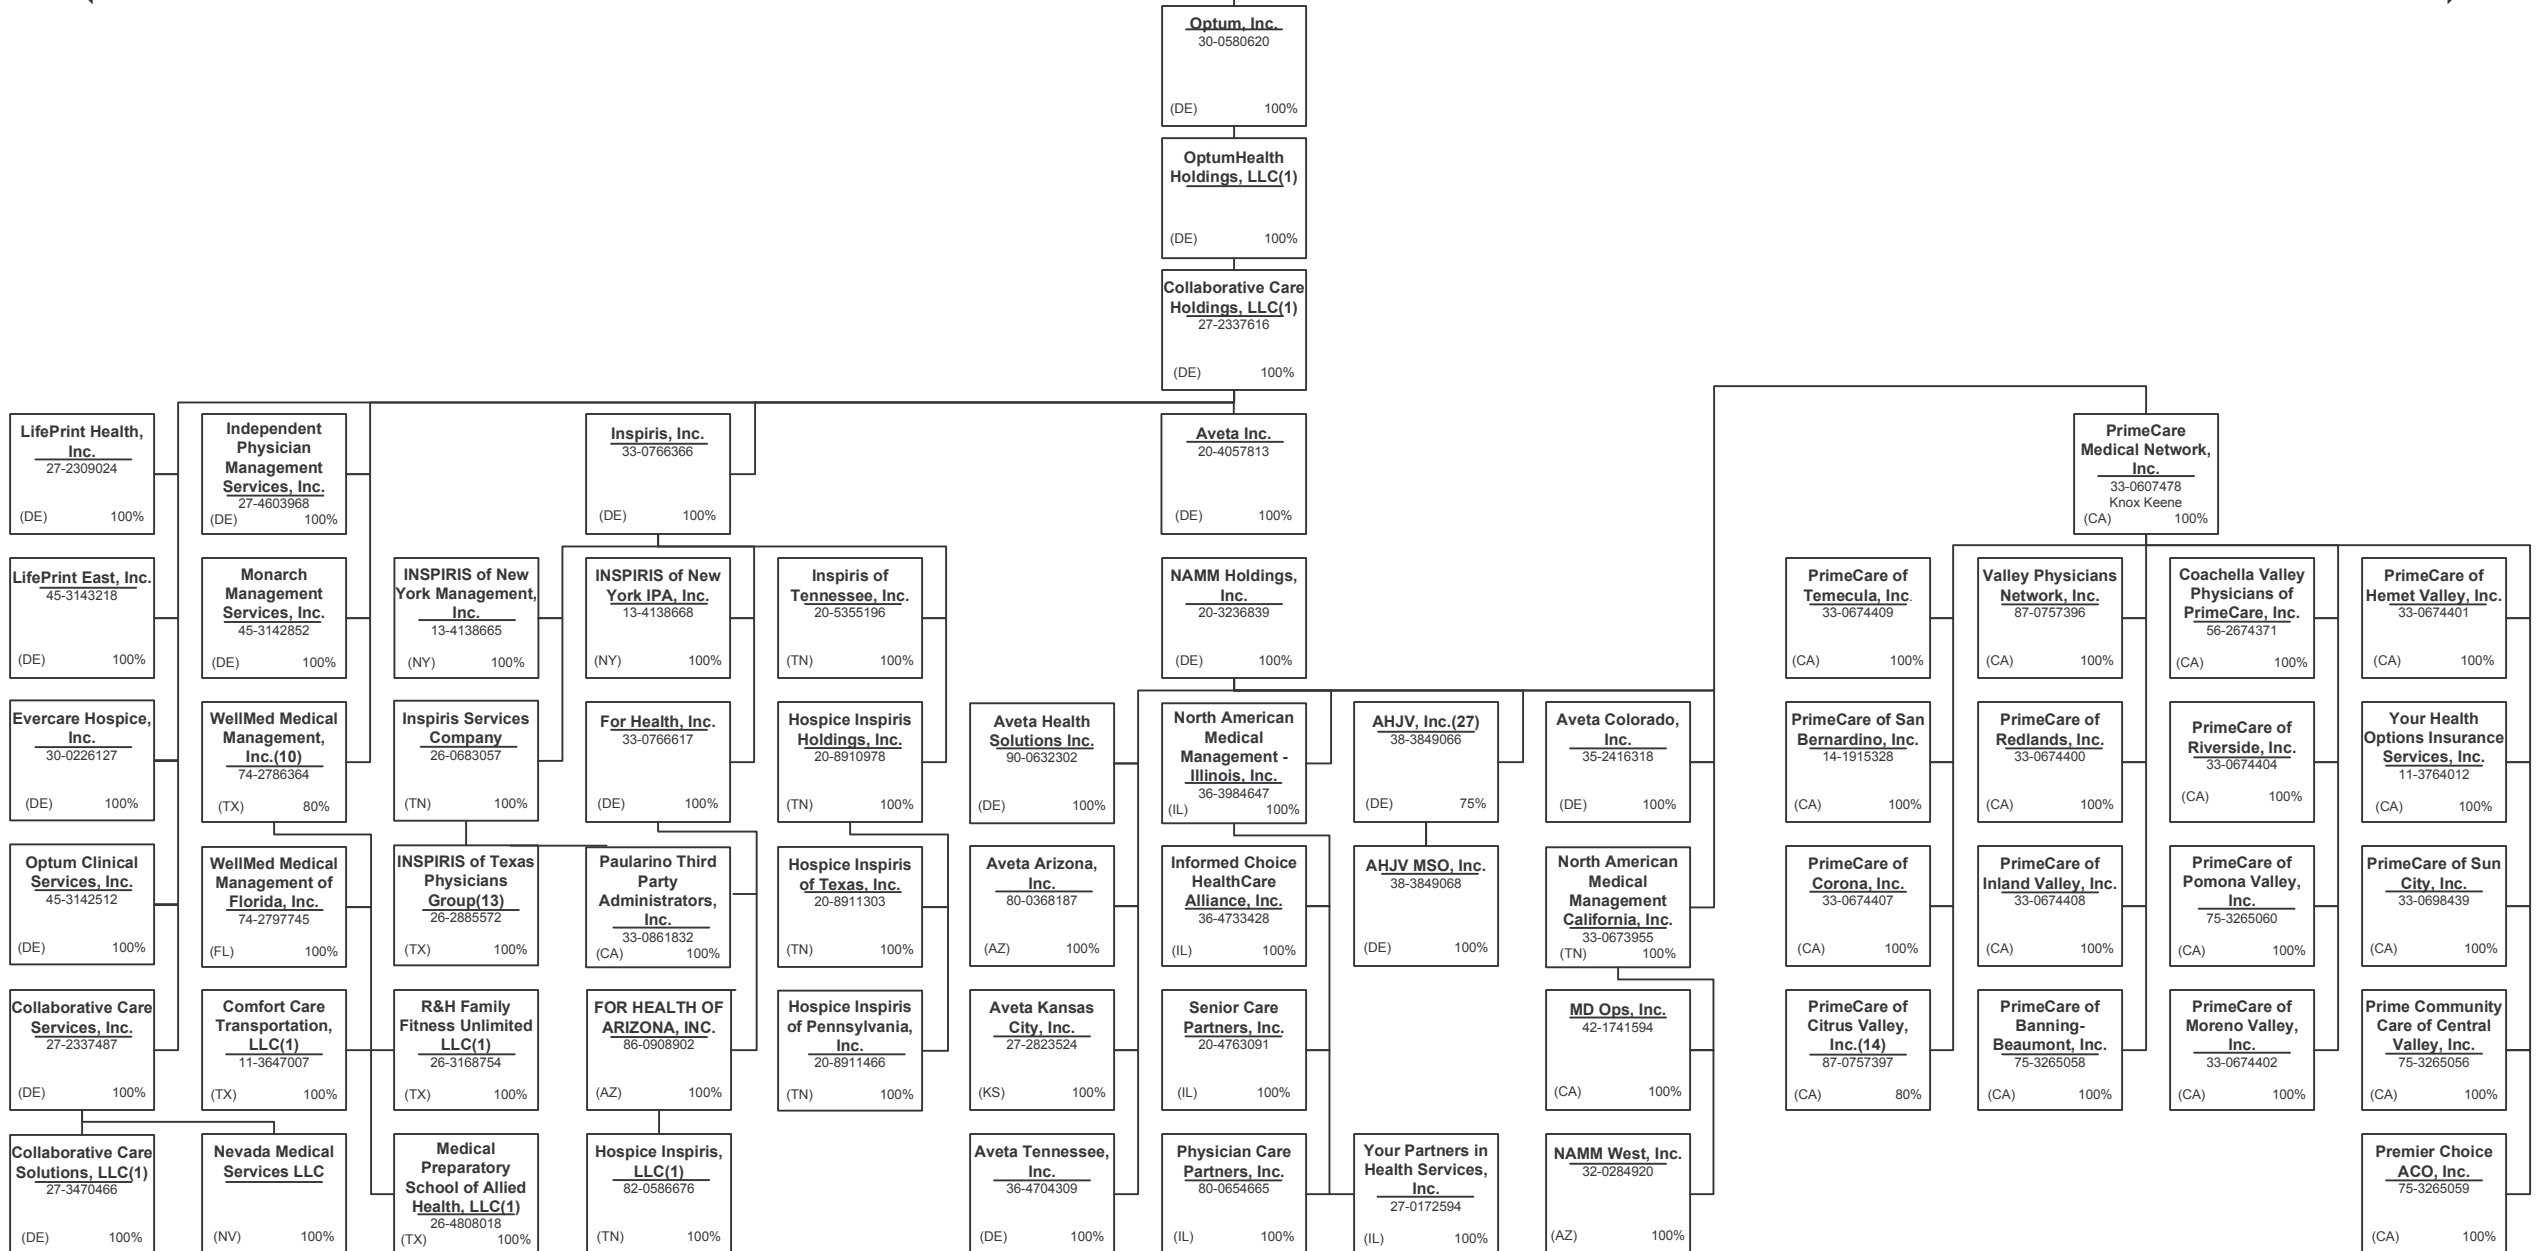 Optum, Inc.
30-0580620
(DE) 100%
OptumHealth
Holdings, LLC(1)
(DE) 100%
Collaborative Care
Holdings, LLC(1)
27-2337616
(DE) 100%
LifePrint Health,
Inc.
27-2309024
(DE) 100%
Independent
Physician
Management
Services, Inc.
27-4603968
(DE) 100%
Inspiris, Inc.
33-0766366
(DE) 100%
Aveta Inc.
20-4057813
(DE) 100%
PrimeCare
Medical Network,
Inc.
33-0607478
Knox Keene
(CA) 100%
LifePrint East, Inc.
45-3143218
(DE) 100%
Monarch
Management
Services, Inc.
45-3142852
(DE) 100%
INSPIRIS of New
York Management,
Inc.
13-4138665
(NY) 100%
INSPIRIS of New
York IPA, Inc.
13-4138668
(NY) 100%
Inspiris of
Tennessee, Inc.
20-5355196
(TN) 100%
NAMM Holdings,
Inc.
20-3236839
(DE) 100%
PrimeCare of
Temecula, Inc.
33-0674409
(CA) 100%
Valley Physicians
Network, Inc.
87-0757396
(CA) 100%
Coachella Valley
Physicians of
PrimeCare, Inc.
56-2674371
(CA) 100%
PrimeCare of
Hemet Valley, Inc.
33-0674401
(CA) 100%
Evercare Hospice,
Inc.
30-0226127
(DE) 100%
WellMed Medical
Management,
Inc.(10)
74-2786364
(TX) 80%
Inspiris Services
Company
26-0683057
(TN) 100%
For Health, Inc.
33-0766617
(DE) 100%
Hospice Inspiris
Holdings, Inc.
20-8910978
(TN) 100%
Aveta Health
Solutions Inc.
90-0632302
(DE) 100%
North American
Medical
Management -
Illinois, Inc.
36-3984647
(IL) 100%
AHJV, Inc.(27)
38-3849066
(DE) 75%
Aveta Colorado,
Inc.
35-2416318
(DE) 100%
PrimeCare of San
Bernardino, Inc.
14-1915328
(CA) 100%
PrimeCare of
Redlands, Inc.
33-0674400
(CA) 100%
PrimeCare of
Riverside, Inc.
33-0674404
(CA) 100%
Your Health
Options Insurance
Services, Inc.
11-3764012
(CA) 100%
Optum Clinical
Services, Inc.
45-3142512
(DE) 100%
WellMed Medical
Management of
Florida, Inc.
74-2797745
(FL) 100%
INSPIRIS of Texas
Physicians
Group(13)
26-2885572
(TX) 100%
Paularino Third
Party
Administrators,
Inc.
33-0861832
(CA) 100%
Hospice Inspiris
of Texas, Inc.
20-8911303
(TN) 100%
Aveta Arizona,
Inc.
80-0368187
(AZ) 100%
Informed Choice
HealthCare
Alliance, Inc.
36-4733428
(IL) 100%
AHJV MSO, Inc.
38-3849068
(DE) 100%
North American
Medical
Management
California, Inc.
33-0673955
(TN) 100%
PrimeCare of
Corona, Inc.
33-0674407
(CA) 100%
PrimeCare of
Inland Valley, Inc.
33-0674408
(CA) 100%
PrimeCare of
Pomona Valley,
Inc.
75-3265060
(CA) 100%
PrimeCare of Sun
City, Inc.
33-0698439
(CA) 100%
Collaborative Care
Services, Inc.
27-2337487
(DE) 100%
Comfort Care
Transportation,
LLC(1)
11-3647007
(TX) 100%
R&H Family
Fitness Unlimited
LLC(1)
26-3168754
(TX) 100%
FOR HEALTH OF
ARIZONA, INC.
86-0908902
(AZ) 100%
Hospice Inspiris
of Pennsylvania,
Inc.
20-8911466
(TN) 100%
Aveta Kansas
City, Inc.
27-2823524
(KS) 100%
Senior Care
Partners, Inc.
20-4763091
(IL) 100%
MD Ops, Inc.
42-1741594
(CA) 100%
PrimeCare of
Citrus Valley,
Inc.(14)
87-0757397
(CA) 80%
PrimeCare of
Banning-
Beaumont, Inc.
75-3265058
(CA) 100%
PrimeCare of
Moreno Valley,
Inc.
33-0674402
(CA) 100%
Prime Community
Care of Central
Valley, Inc.
75-3265056
(CA) 100%
Collaborative Care
Solutions, LLC(1)
27-3470466
(DE) 100%
Nevada Medical
Services LLC
(NV) 100%
Medical
Preparatory
School of Allied
Health, LLC(1)
26-4808018
(TX) 100%
Hospice Inspiris,
LLC(1)
82-0586676
(TN) 100%
Aveta Tennessee,
Inc.
36-4704309
(DE) 100%
Physician Care
Partners, Inc.
80-0654665
(IL) 100%
Your Partners in
Health Services,
Inc.
27-0172594
(IL) 100%
NAMM West, Inc.
32-0284920
(AZ) 100%
Premier Choice
ACO, Inc.
75-3265059
(CA) 100%